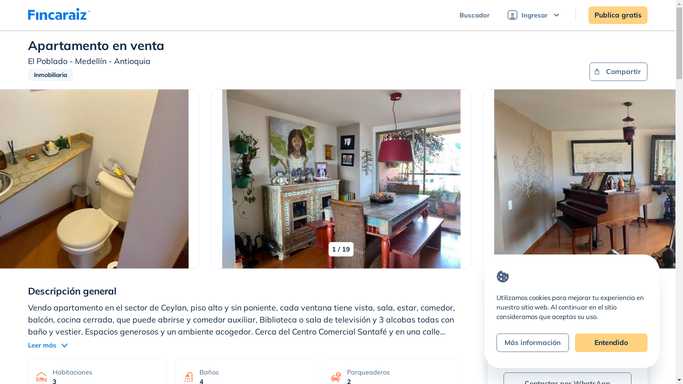 Fincaraiz
Buscador
Ingresar
Publica gratis
Apartamento en venta
El Poblado - Medellín - Antioquia
Inmobiliaria
Compartir
1 / 19
Descripción general
Vendo apartamento en el sector de Ceylan, piso alto y sin poniente, cada ventana tiene vista, sala, estar, comedor,
balcón, cocina cerrada, que puede abrirse y comedor auxiliar, Biblioteca o sala de televisión y 3 alcobas todas con
baño y vestier. Espacios generosos y un ambiente acogedor. Cerca del Centro Comercial Santafé y en una calle...
Leer más
Habitaciones
3
Baños
4
Parqueaderos
2
Utilizamos cookies para mejorar tu experiencia en
nuestro sitio web. Al continuar en el sitio
consideramos que aceptas su uso.
Más información
Entendido
Contactar por WhatsApp